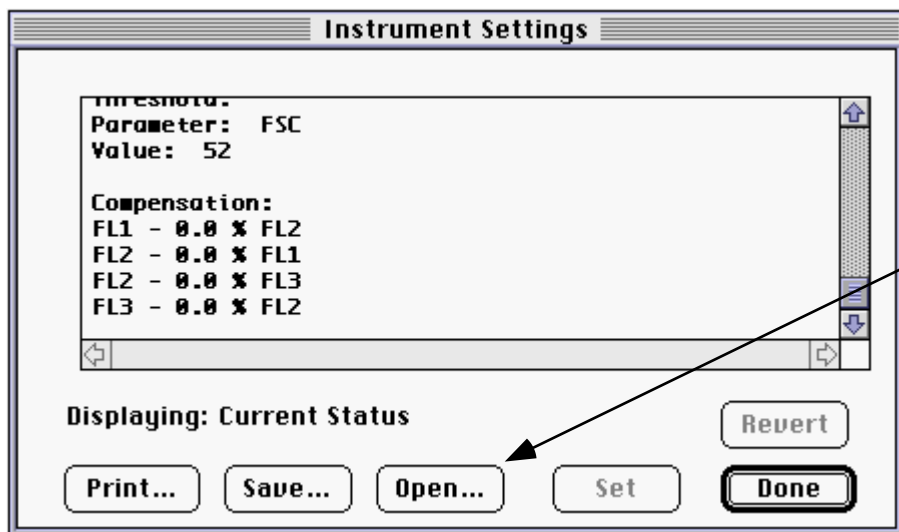 Instrument Settings
Threshold:
Parameter:  FSC
Value:  52
Compensation:
FL1 - 0.0 % FL2
FL2 - 0.0 % FL1
FL2 - 0.0 % FL3
FL3 - 0.0 % FL2
Displaying: Current Status
Revert
Print... Save... Open... Set Done